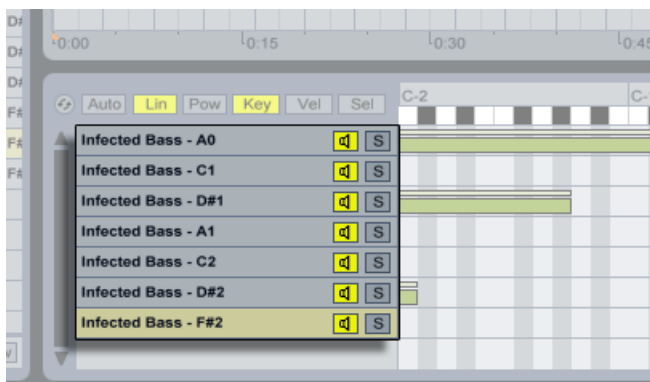 D#
D#
D#
F#
F#
F#
0:00 0:15 0:30 0:45
Auto Lin Pow Key Vel Sel
C-2 C-
Infected Bass - A0 S
Infected Bass - C1 S
Infected Bass - D#1 S
Infected Bass - A1 S
Infected Bass - C2 S
Infected Bass - D#2 S
Infected Bass - F#2 S